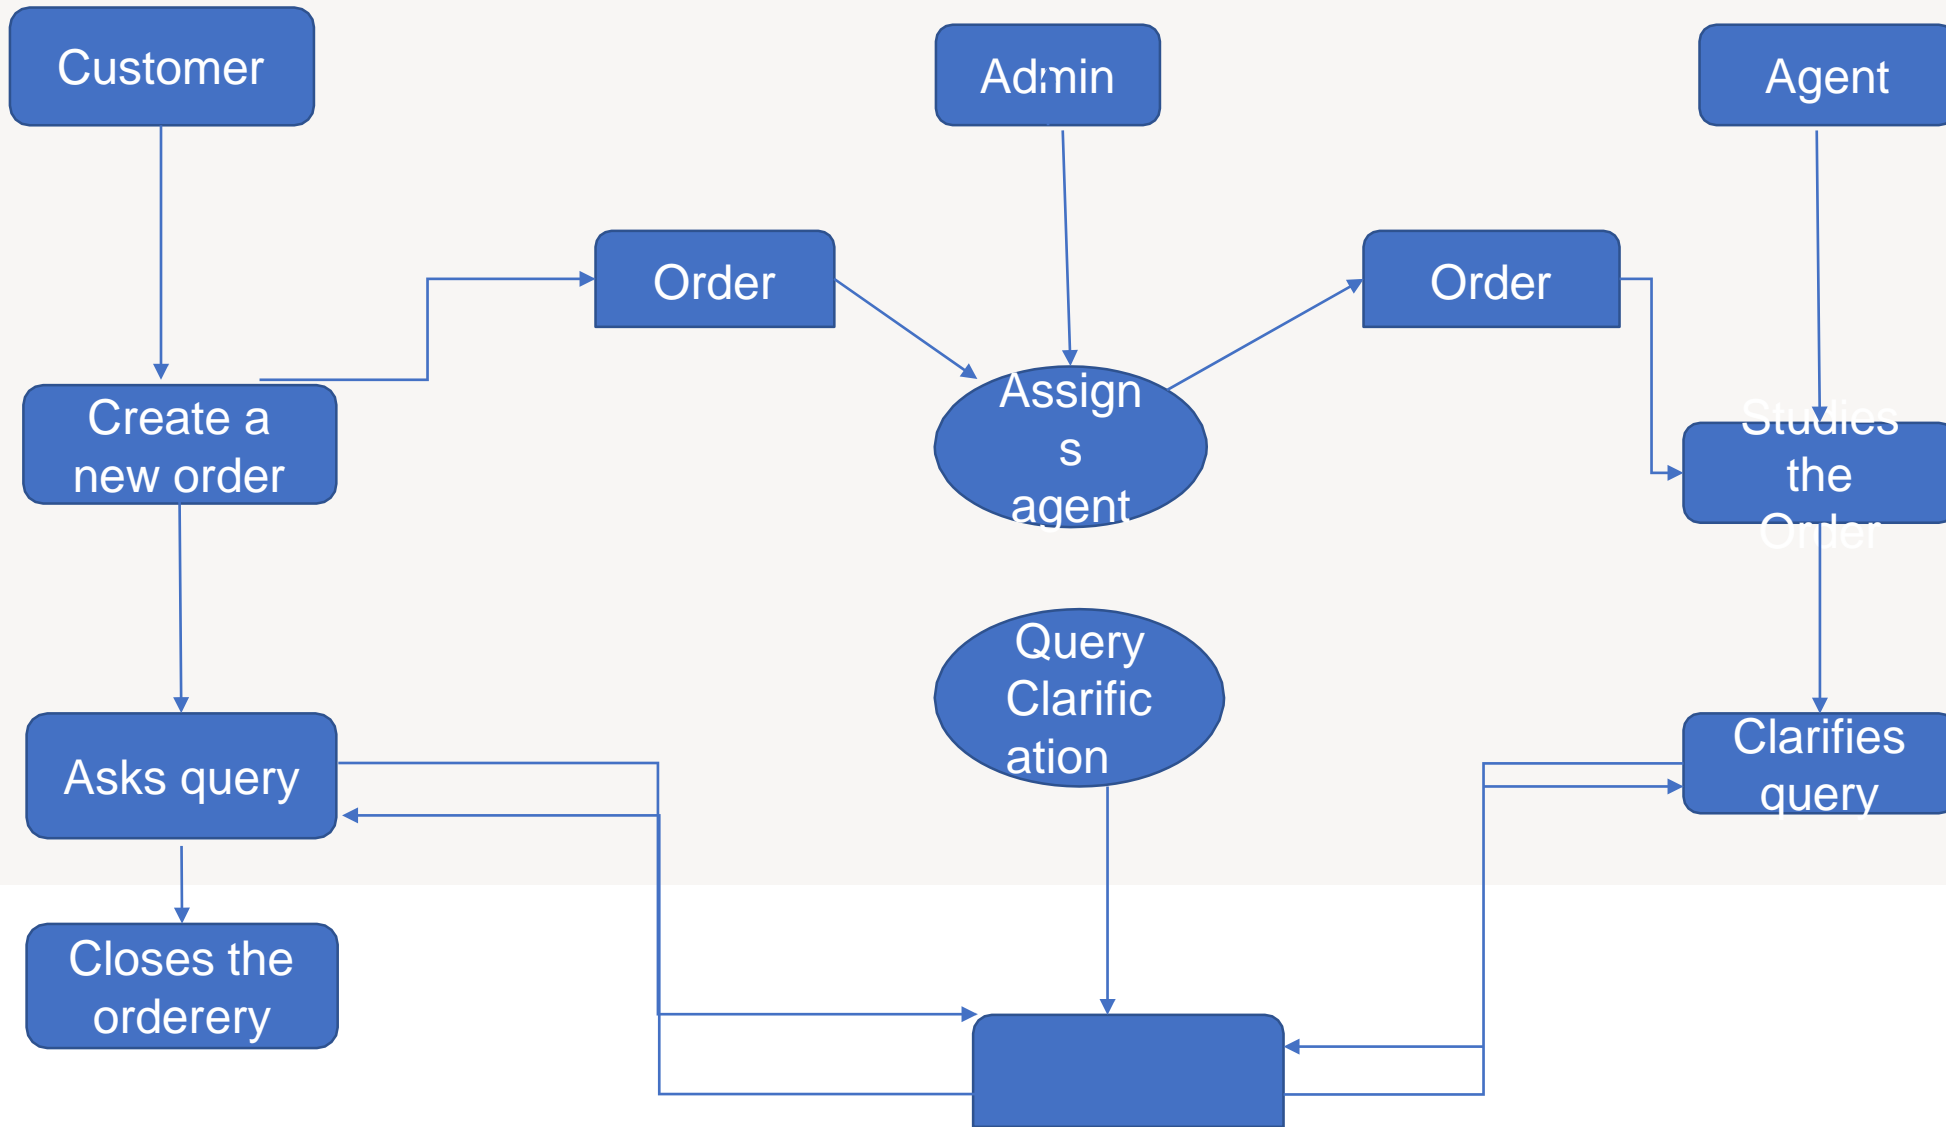 Customer
Admin
Agent
Order
Order
Create a
new order
Assign
s
agent
Studies
the
Order
Query
Clarific
ation
Asks query
Clarifies
query
Closes the
orderery